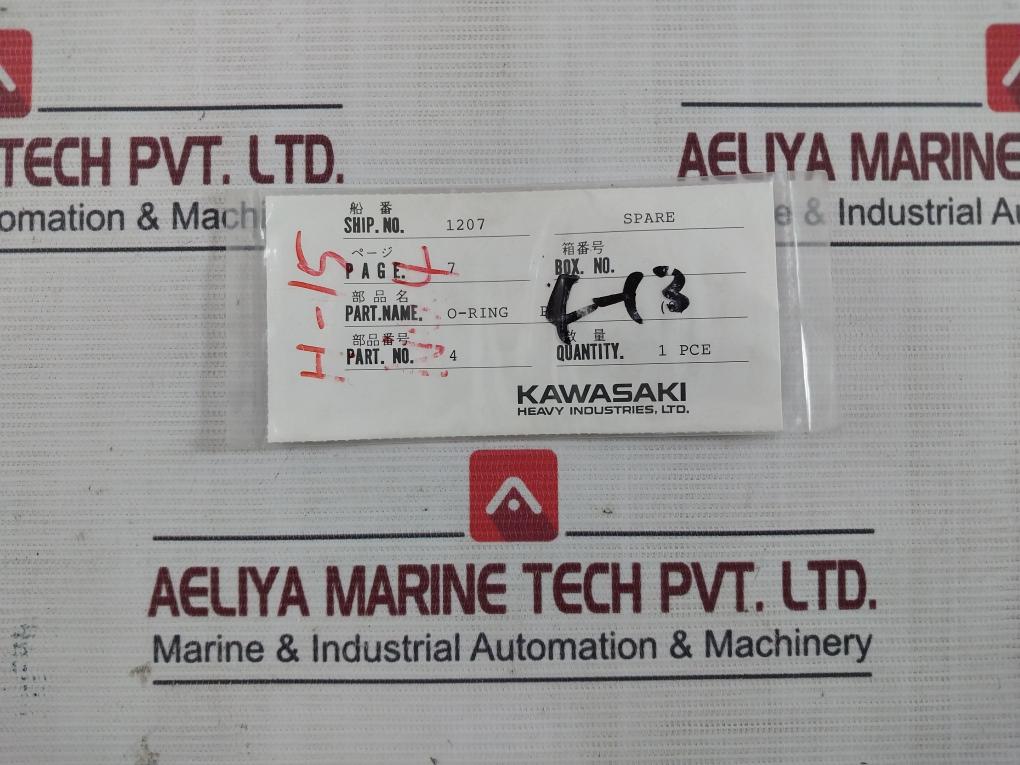 TECH PVT. LTD.
omation & Machi
AELIYA MARINE
e & Industrial Au
船 番
SHIP. NO. 1207 SPARE
ページ
PAGE. 7
箱番号
BOX. NO.
部品名
PART. NAME. O-RING
部品番号
PART. NO. 4
数量
QUANTITY. 1 PCE
H-15
KAWASAKI
HEAVY INDUSTRIES, LTD.
AELIYA MARINE TECH PVT. LTD.
Marine & Industrial Automation & Machinery